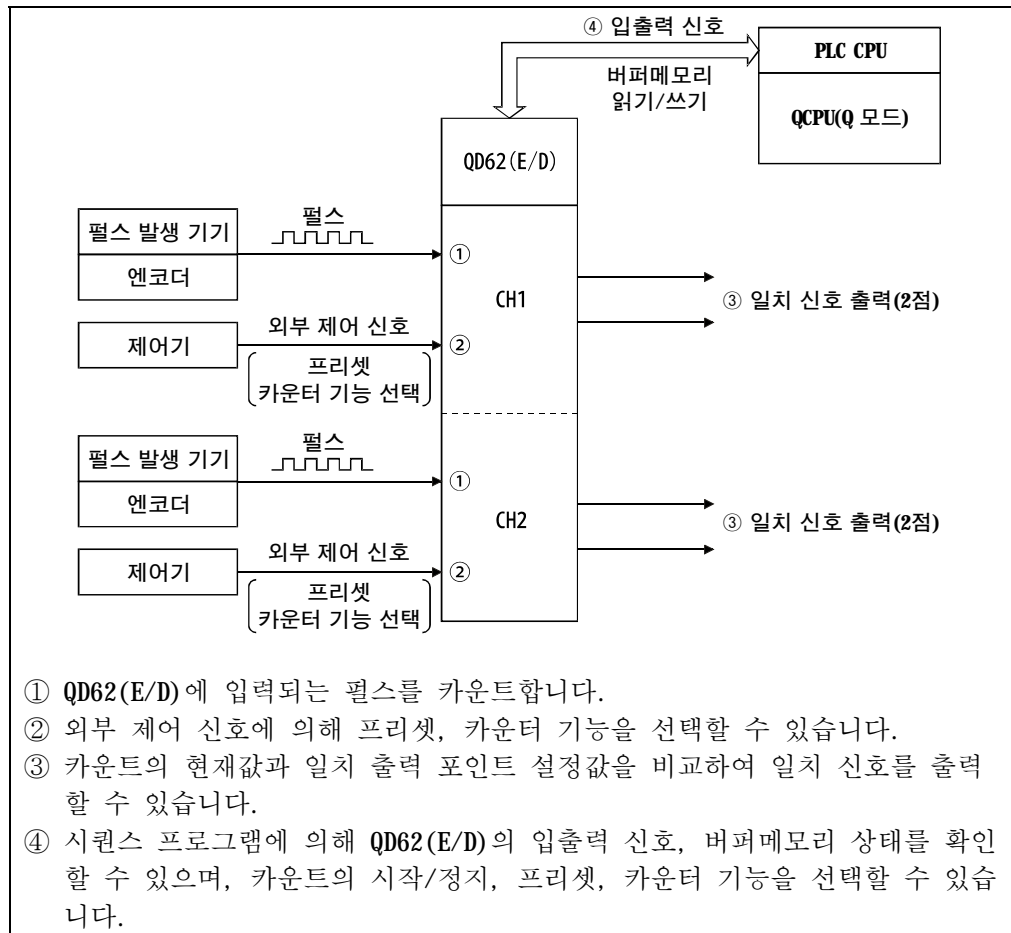 ④ 입출력 신호
버퍼메모리
읽기/쓰기
PLC CPU
QCPU(Q 모드)
QD62(E/D)
펄스 발생 기기
엔코더
펄스
①
CH1
제어기
외부 제어 신호
프리셋
카운터 기능 선택
②
③ 일치 신호 출력(2점)
펄스 발생 기기
엔코더
펄스
①
CH2
제어기
외부 제어 신호
프리셋
카운터 기능 선택
②
③ 일치 신호 출력(2점)
① QD62(E/D)에 입력되는 펄스를 카운트합니다.
② 외부 제어 신호에 의해 프리셋, 카운터 기능을 선택할 수 있습니다.
③ 카운트의 현재값과 일치 출력 포인트 설정값을 비교하여 일치 신호를 출력
할 수 있습니다.
④ 시퀀스 프로그램에 의해 QD62(E/D)의 입출력 신호, 버퍼메모리 상태를 확인
할 수 있으며, 카운트의 시작/정지, 프리셋, 카운터 기능을 선택할 수 있습
니다.